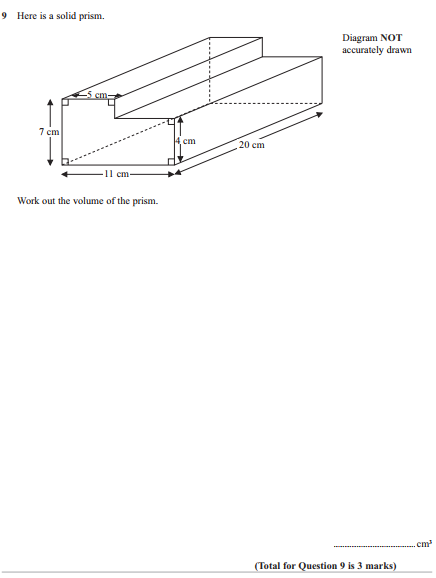 9 Here is a solid prism.
Diagram NOT
accurately drawn
5 cm
7 cm
4 cm
20 cm
11 cm
Work out the volume of the prism.
cm³
(Total for Question 9 is 3 marks)